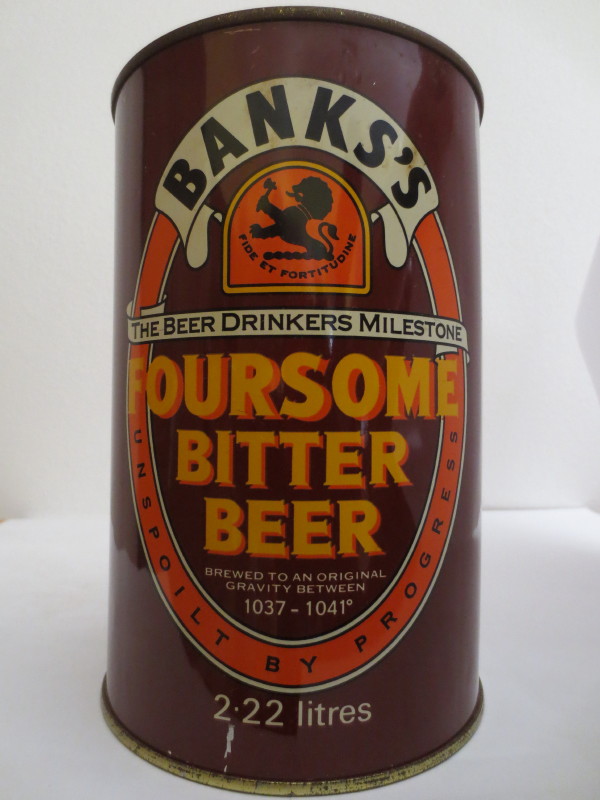 BANKS'S
FIDE ET FORTITUDINE
THE BEER DRINKERS MILESTONE
FOURSOME
BITTER
BEER
BREWED TO AN ORIGINAL
GRAVITY BETWEEN
1037 - 1041°
UNSPOILT BY PROGRESS
2·22 litres